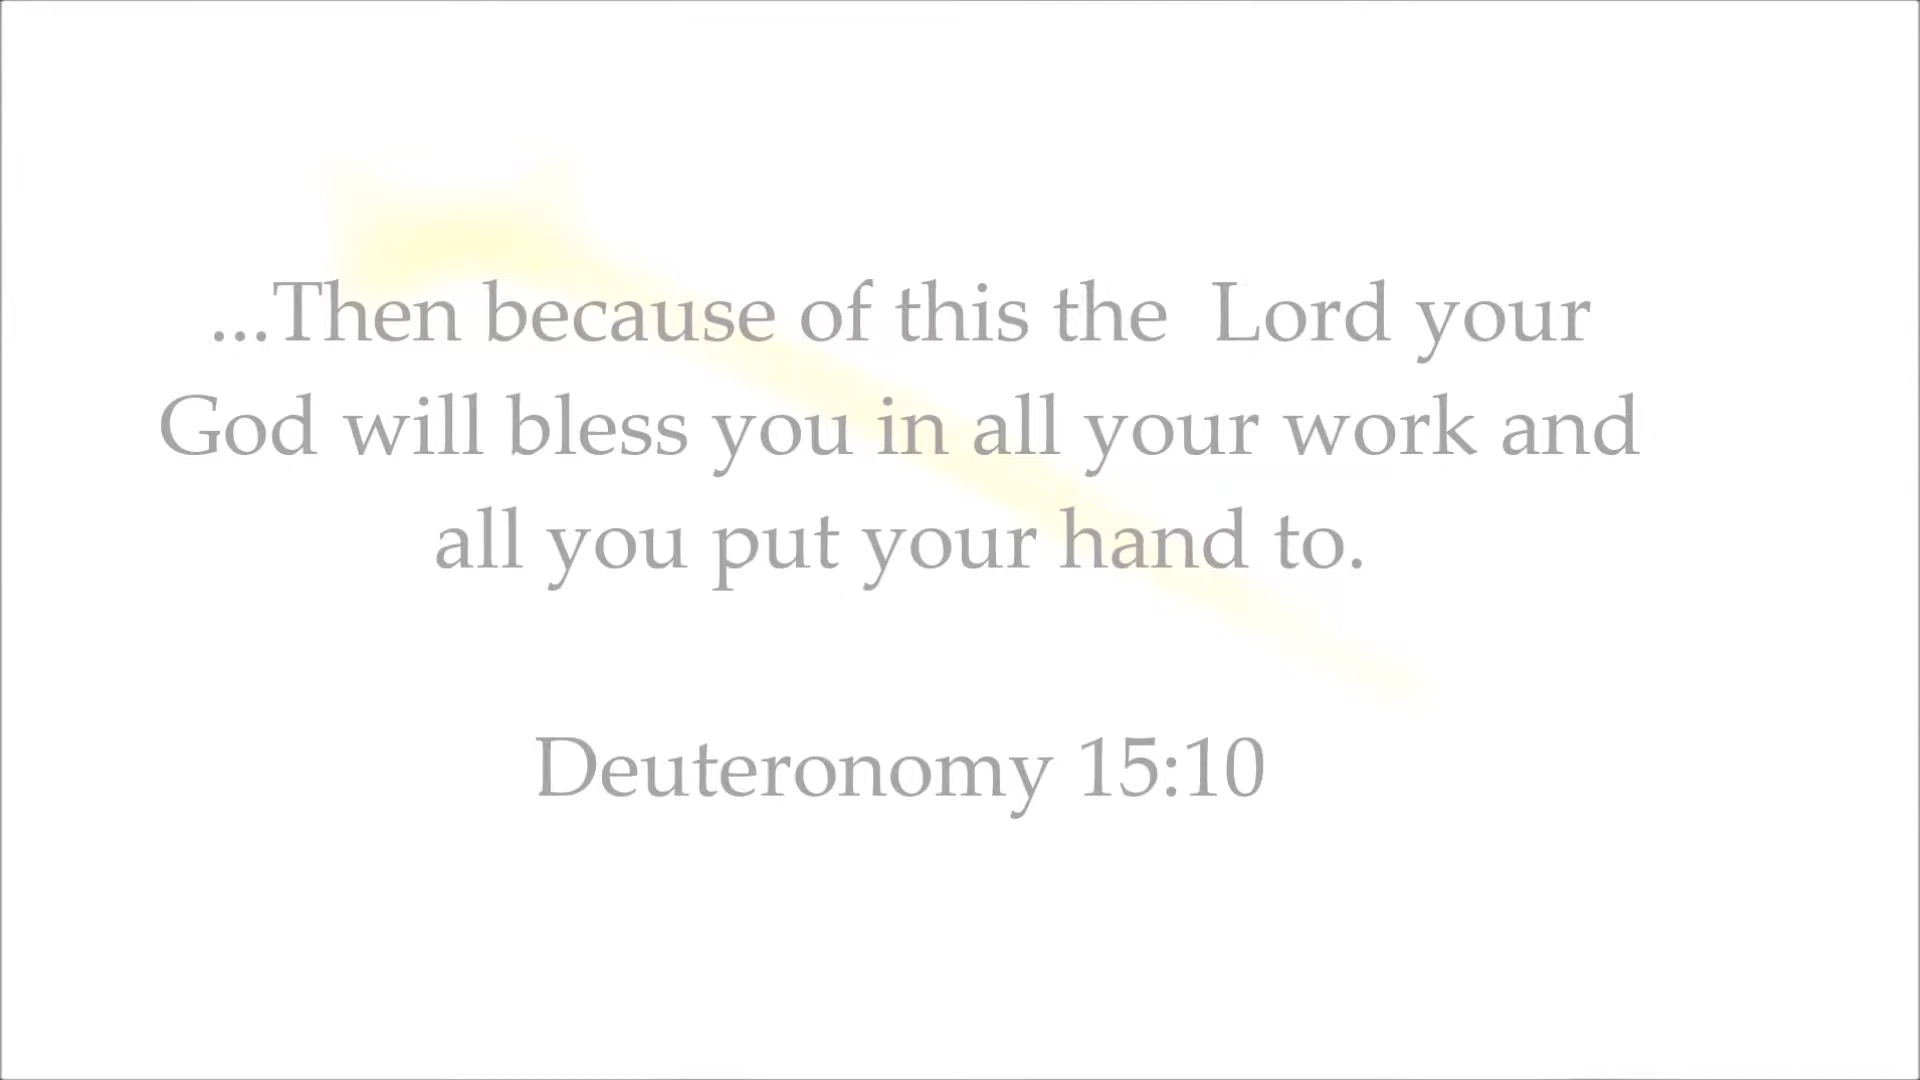 ...Then because of this the  Lord your
God will bless you in all your work and
all you put your hand to.
Deuteronomy 15:10